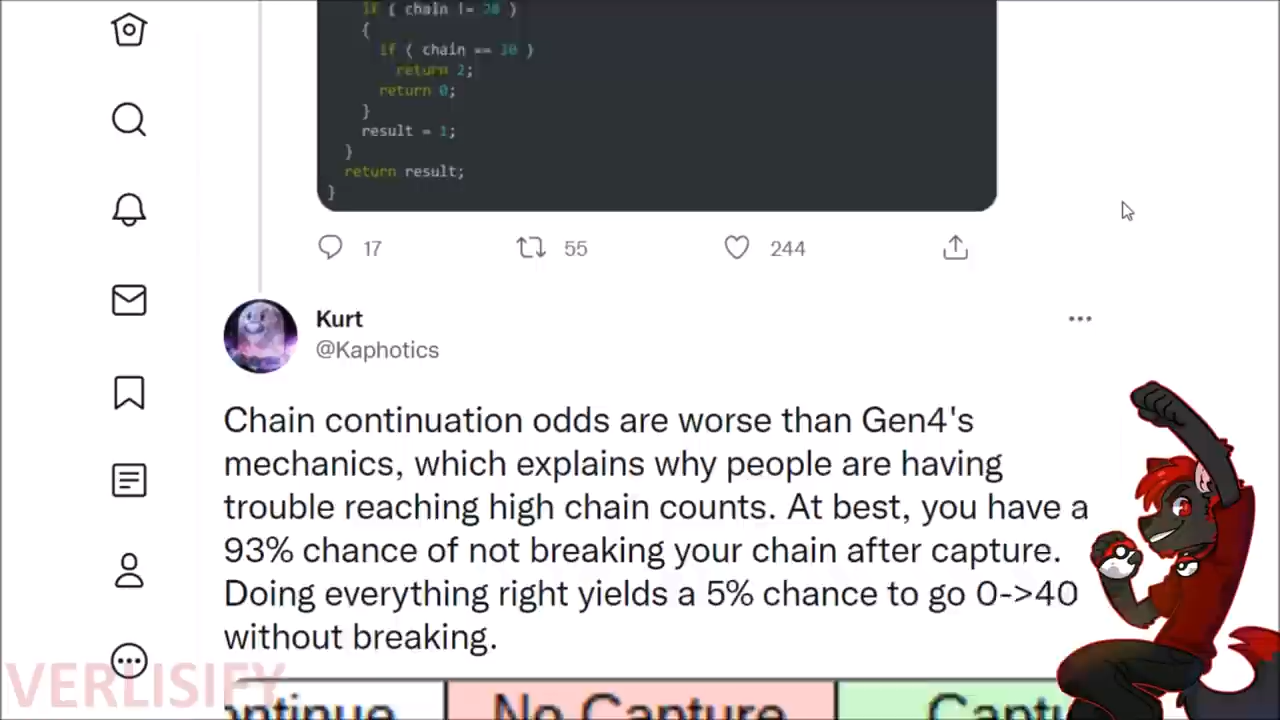 if ( chain != 20 )
{
if ( chain == 10 )
return 2;
return 0;
}
result = 1;
}
return result;
}
17 55 244
Kurt
@Kaphotics
Chain continuation odds are worse than Gen4's
mechanics, which explains why people are having
trouble reaching high chain counts. At best, you have a
93% chance of not breaking your chain after capture.
Doing everything right yields a 5% chance to go 0->40
without breaking.
VERLISIFY
No Capture